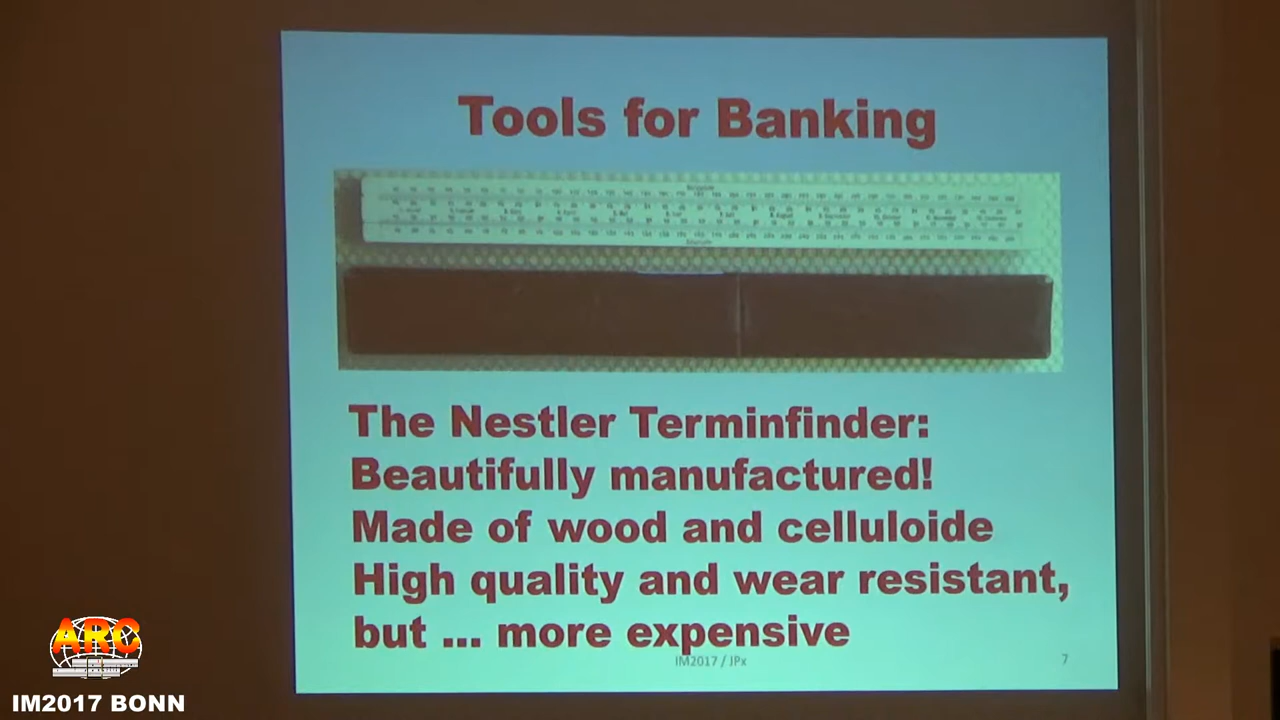 Tools for Banking
The Nestler Terminfinder:
Beautifully manufactured!
Made of wood and celluloide
High quality and wear resistant,
but ... more expensive
IM2017 / JPx
7
ARC
IM2017 BONN